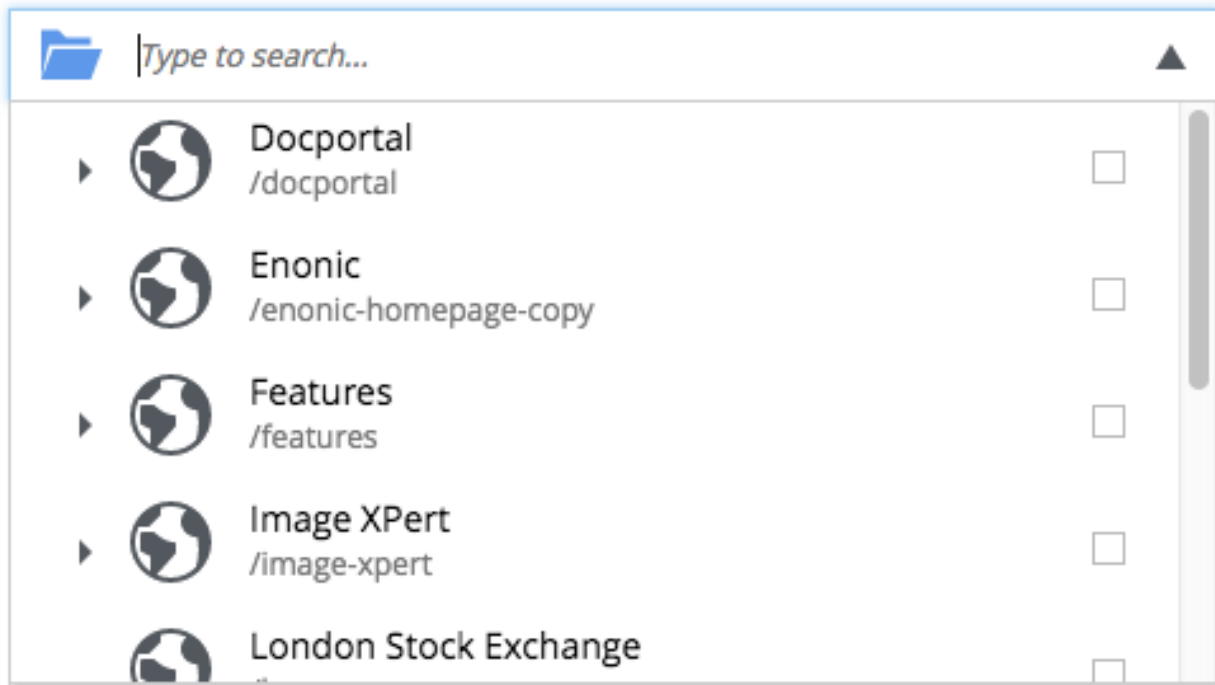 Type to search...
Docportal
/docportal
Enonic
/enonic-homepage-copy
Features
/features
Image XPert
/image-xpert
London Stock Exchange